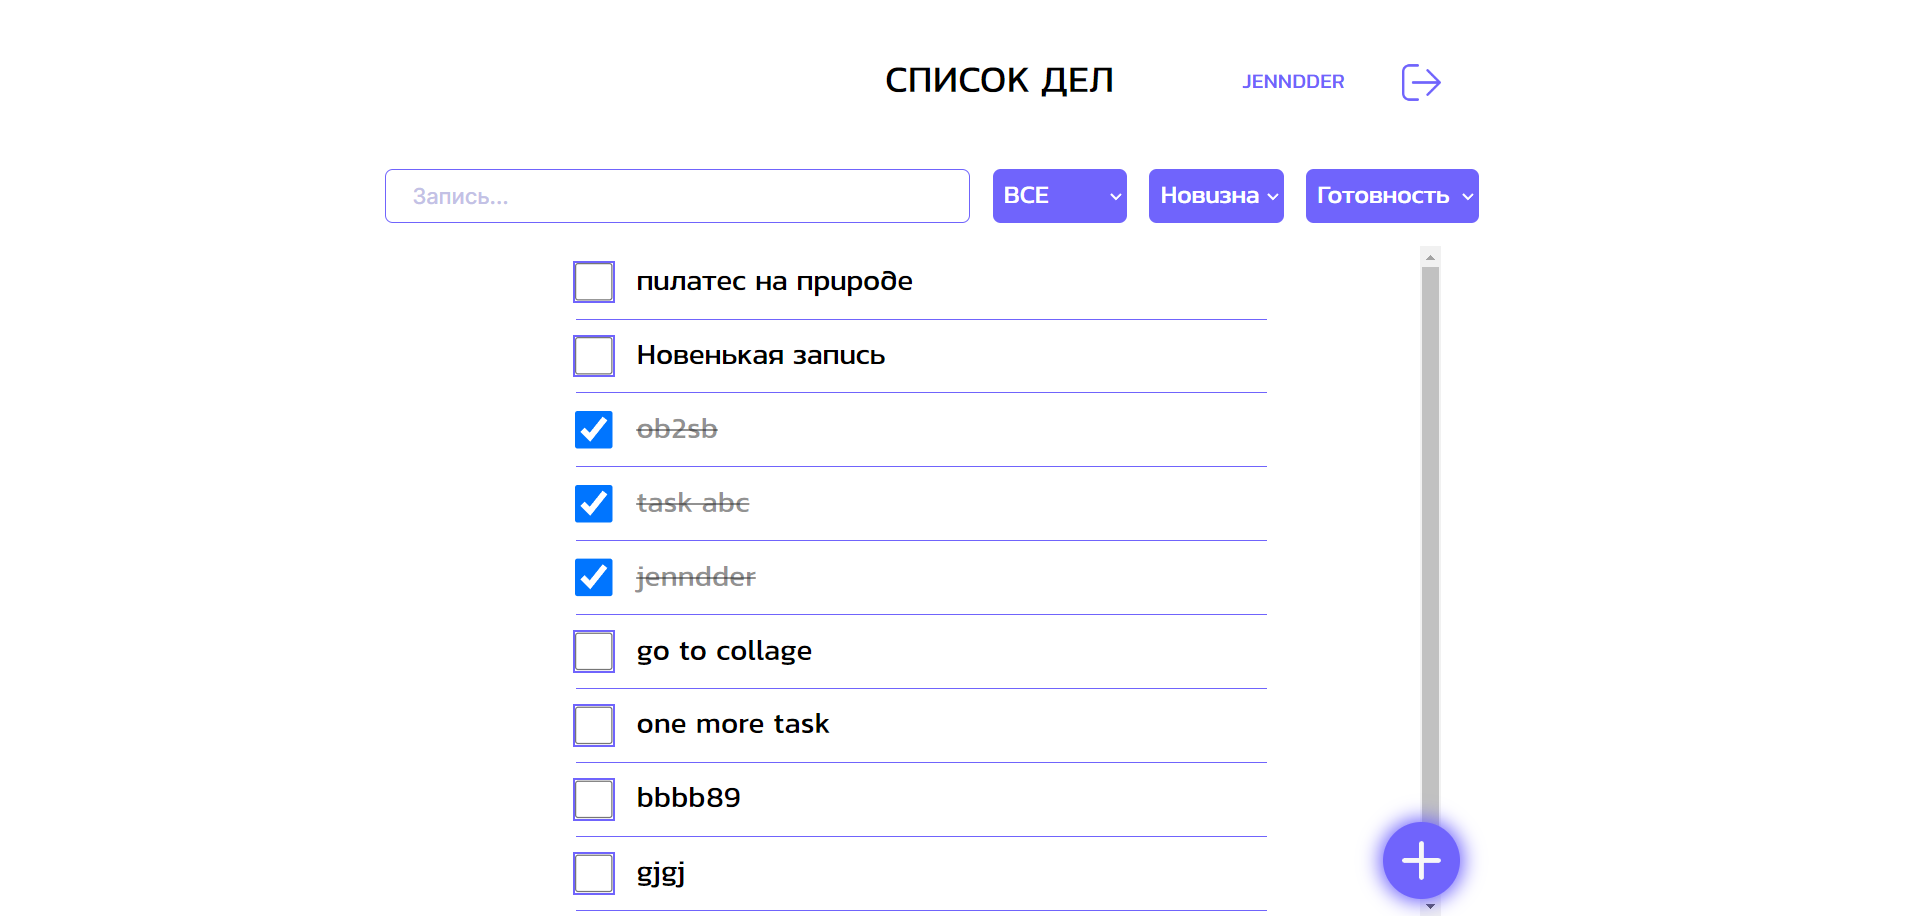 СПИСОК ДЕЛ
JENNDDER
Запись...
ВСЕ
Новизна
Готовность
пилатес на природе
Новенькая запись
ob2sb
task abc
jenndder
go to collage
one more task
bbbb89
gjgj